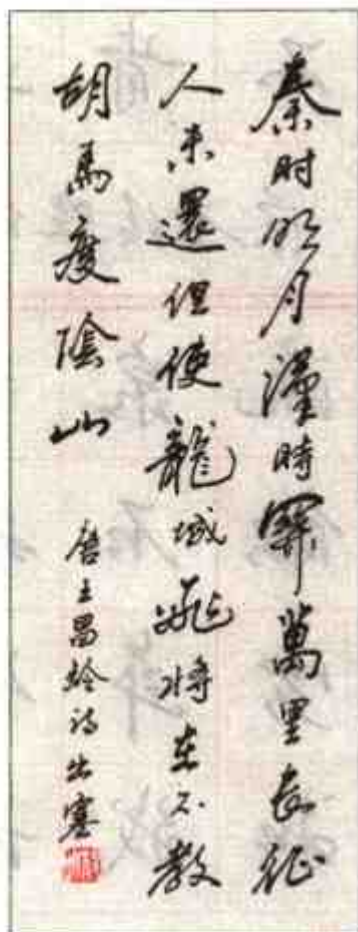 秦时明月漢時關萬里長征
人未還但使龍城飛將在不教
胡馬度陰山
唐王昌龄诗出塞